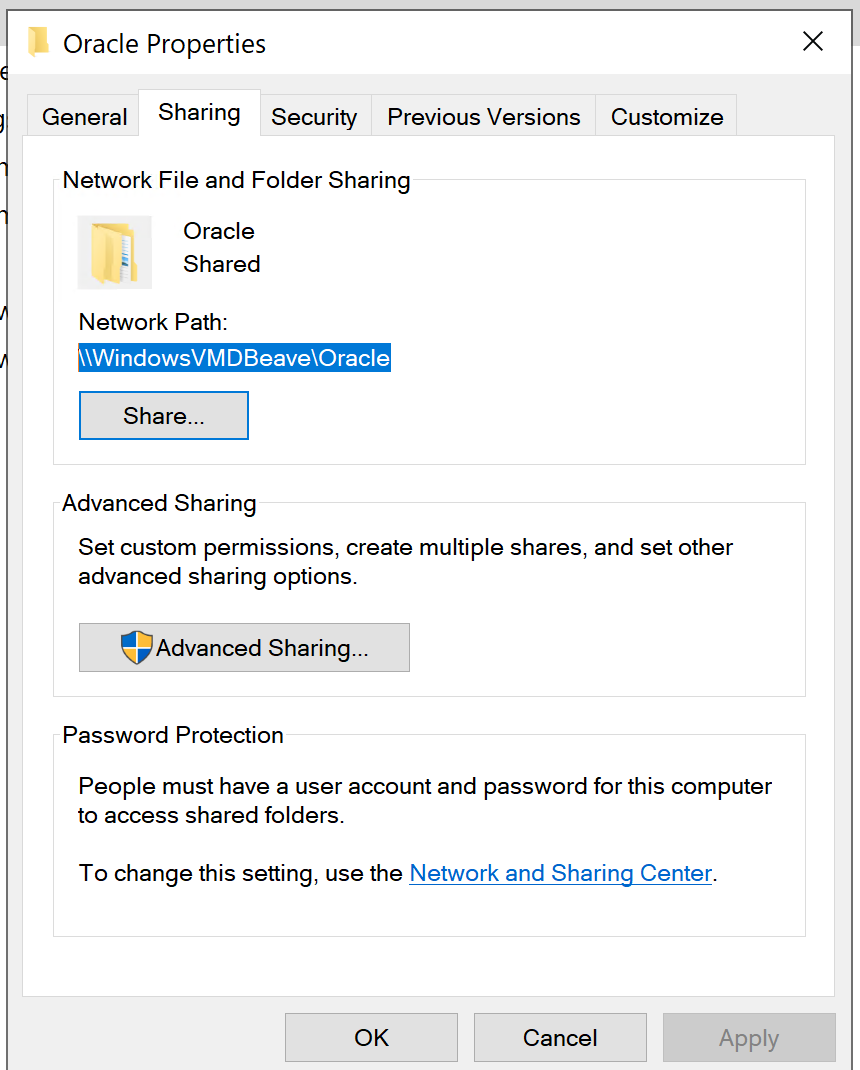 Oracle Properties
General Sharing Security Previous Versions Customize
Network File and Folder Sharing
Oracle
Shared
Network Path:
\\WindowsVMDBeave\Oracle
Share...
Advanced Sharing
Set custom permissions, create multiple shares, and set other
advanced sharing options.
Advanced Sharing...
Password Protection
People must have a user account and password for this computer
to access shared folders.
To change this setting, use the Network and Sharing Center.
OK Cancel Apply